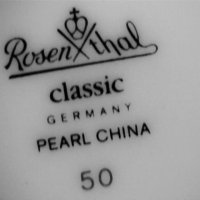 Rosenthal
classic
GERMANY
PEARL CHINA
50